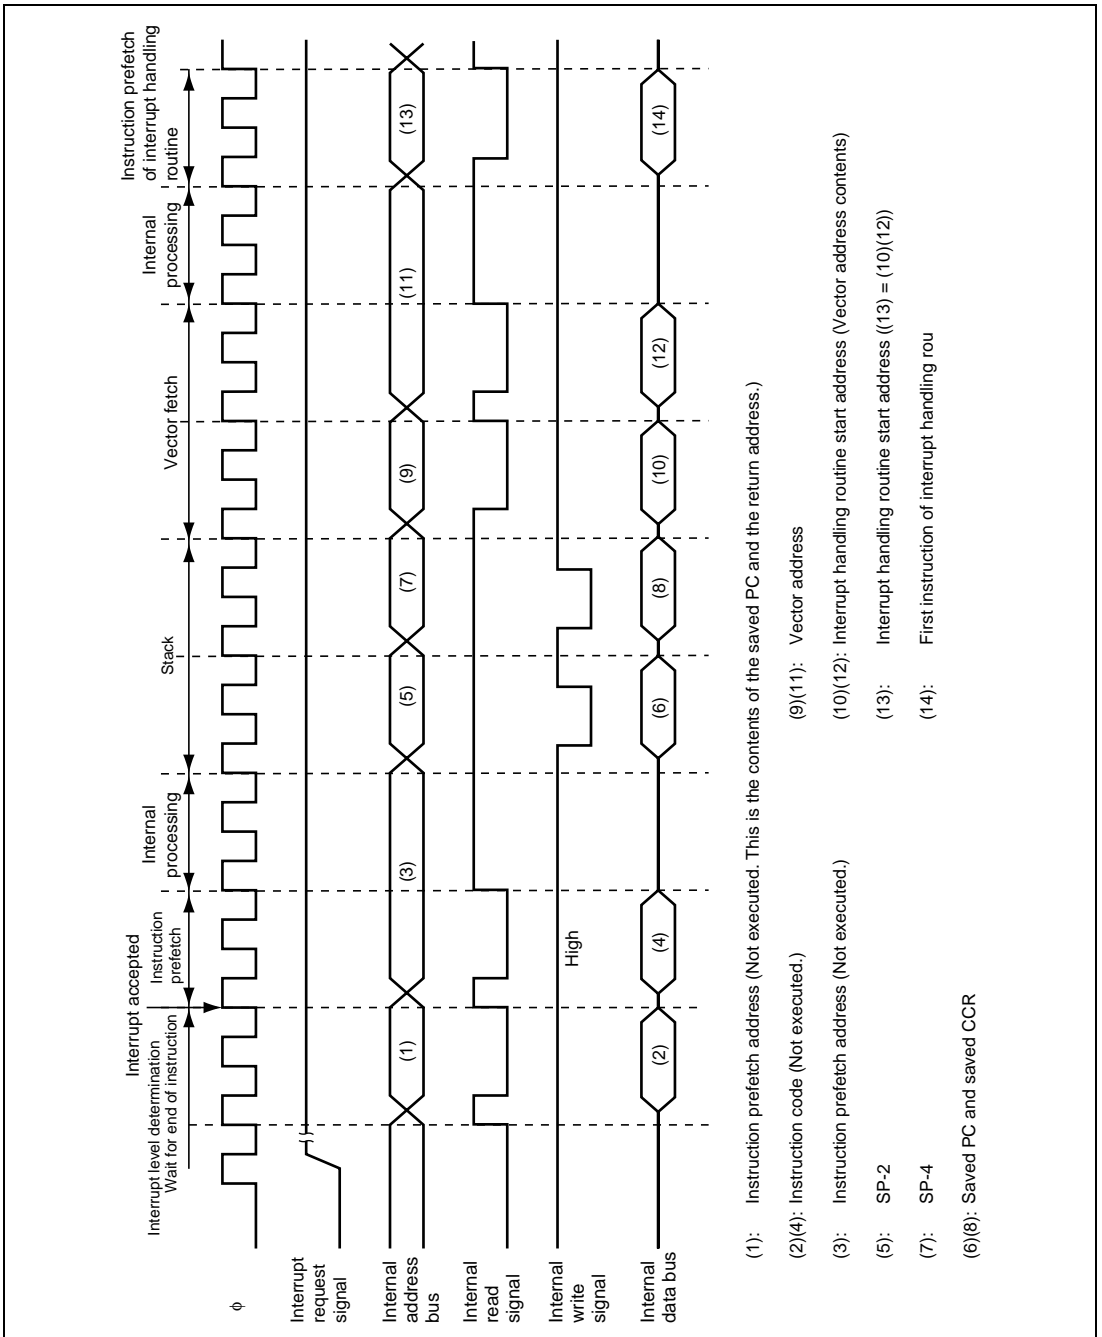 Interrupt level determination
Wait for end of instruction
Interrupt accepted
Instruction
prefetch
Internal
processing
Stack
Vector fetch
Internal
processing
Instruction prefetch
of interrupt handling
routine
φ
Interrupt
request
signal
Internal
address
bus
(1)
(3)
(5)
(7)
(9)
(11)
(13)
Internal
read
signal
Internal
write
signal
High
Internal
data bus
(2)
(4)
(6)
(8)
(10)
(12)
(14)
(1): Instruction prefetch address (Not executed. This is the contents of the saved PC and the return address.)
(2)(4): Instruction code (Not executed.)
(3): Instruction prefetch address (Not executed.)
(5): SP-2
(7): SP-4
(6)(8): Saved PC and saved CCR
(9)(11): Vector address
(10)(12): Interrupt handling routine start address (Vector address contents)
(13): Interrupt handling routine start address ((13) = (10)(12))
(14): First instruction of interrupt handling rou